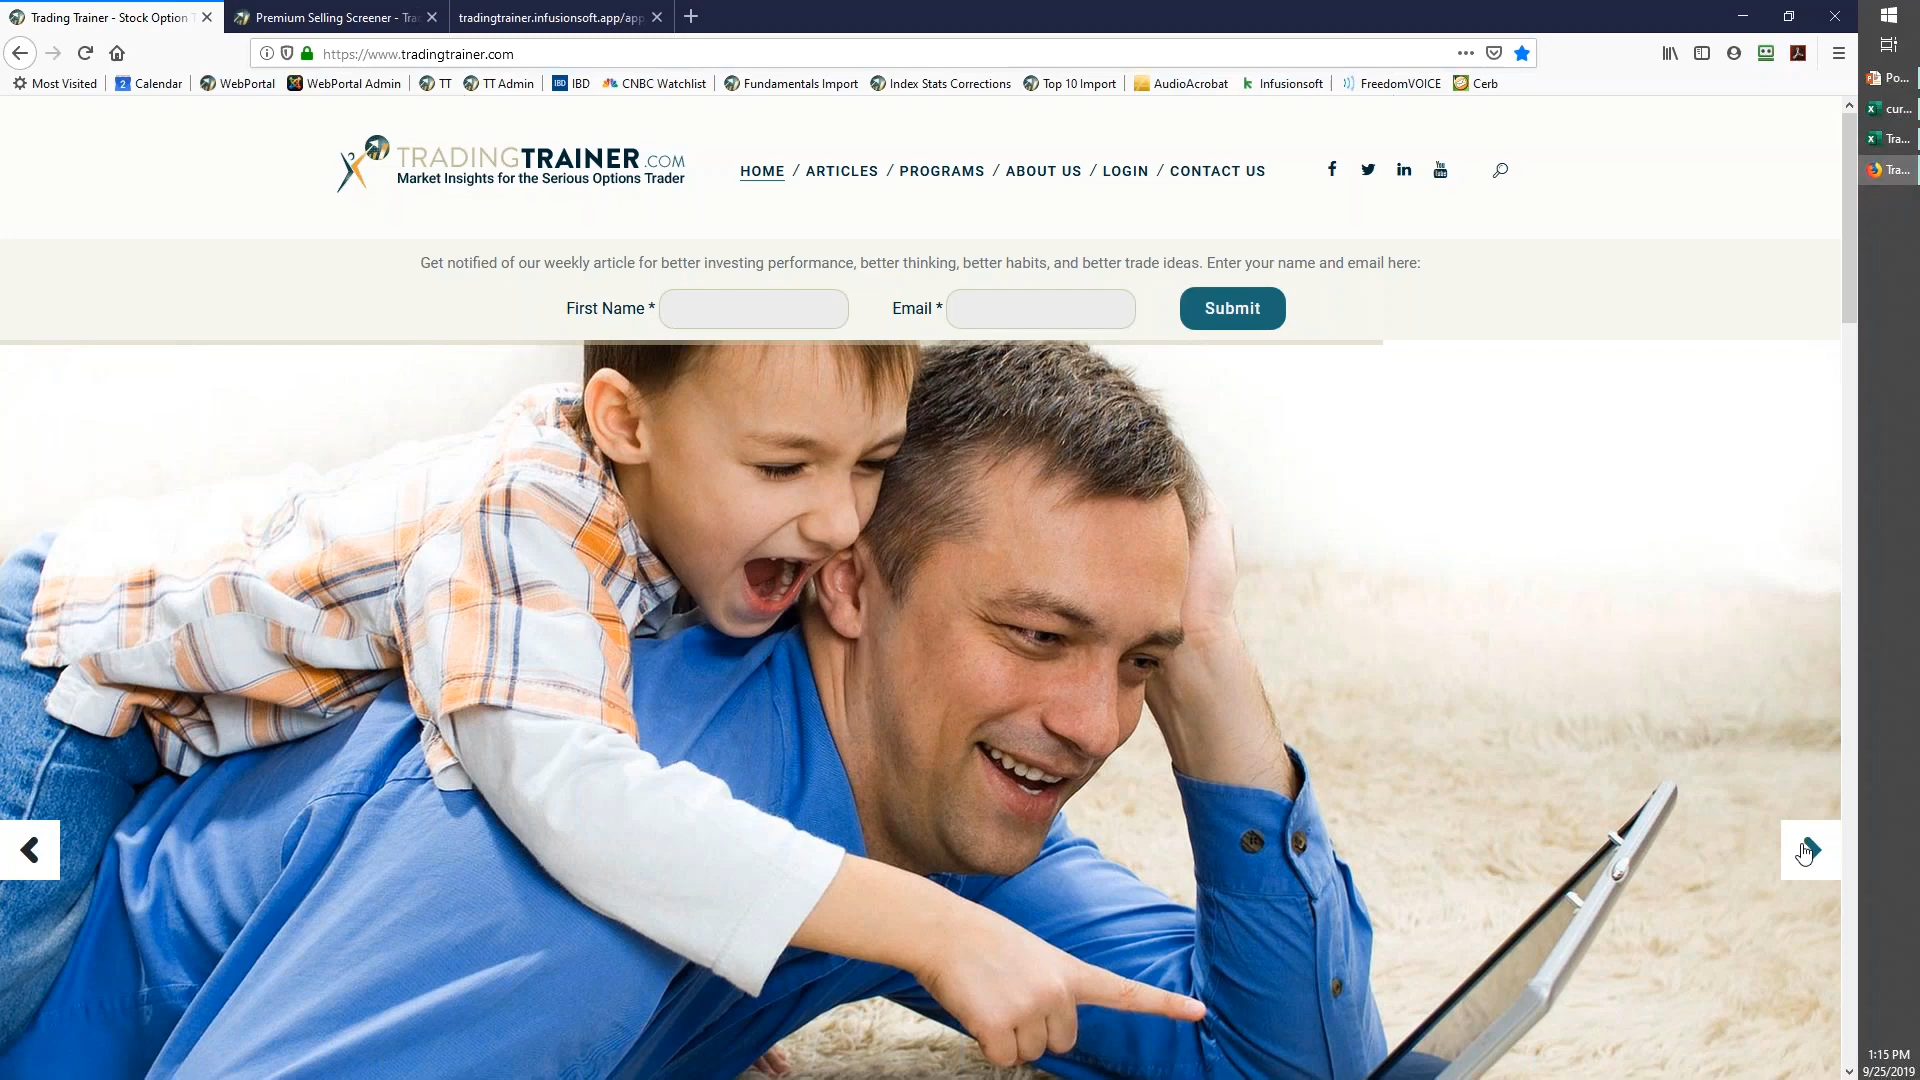 Trading Trainer - Stock Option T
Premium Selling Screener - Tra
tradingtrainer.infusionsoft.app/app
https://www.tradingtrainer.com
Most Visited
2 Calendar
WebPortal
WebPortal Admin
TT
TT Admin
IBD IBD
CNBC Watchlist
Fundamentals Import
Index Stats Corrections
Top 10 Import
AudioAcrobat
k Infusionsoft
FreedomVOICE
Cerb
Po...
cur...
Tra...
Tra...
TRADINGTRAINER.COM
Market Insights for the Serious Options Trader
HOME / ARTICLES / PROGRAMS / ABOUT US / LOGIN / CONTACT US
You
Tube
Get notified of our weekly article for better investing performance, better thinking, better habits, and better trade ideas. Enter your name and email here:
First Name * Email * Submit
1:15 PM
9/25/2019